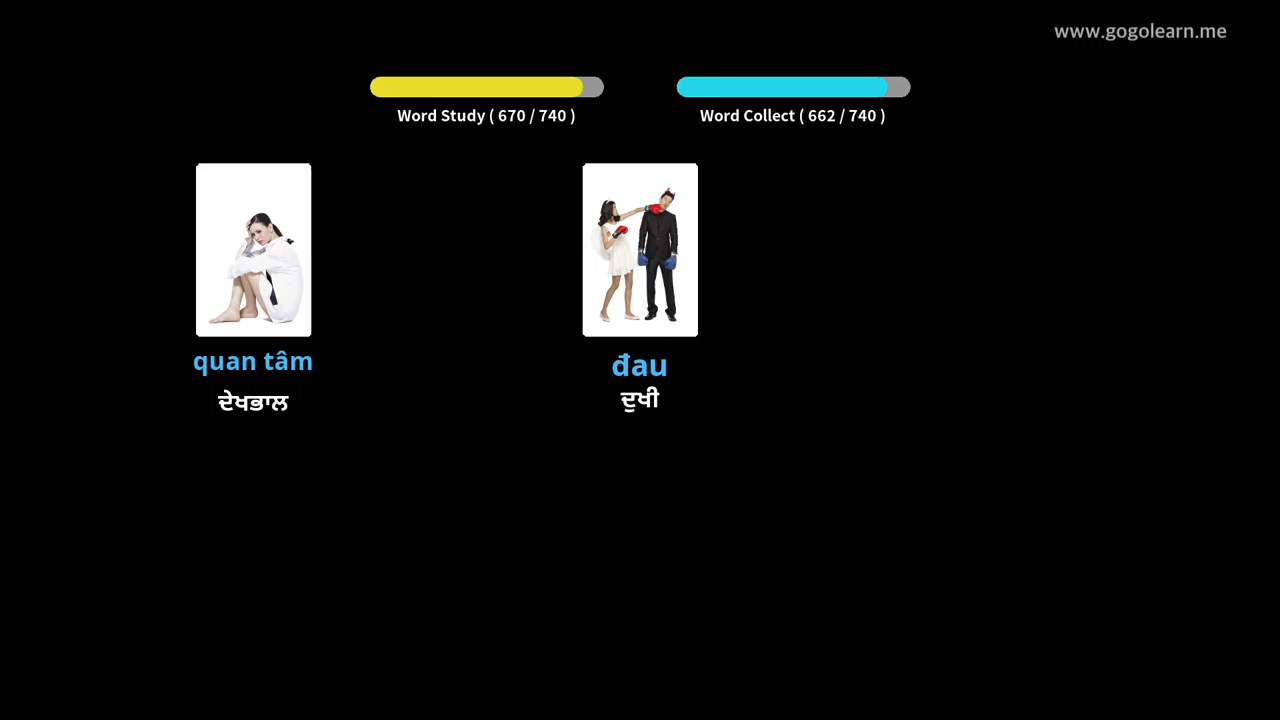 www.gogolearn.me
Word Study ( 670 / 740 )
Word Collect ( 662 / 740 )
quan tâm
ਦੇਖਭਾਲ
đau
ਦੁਖੀ